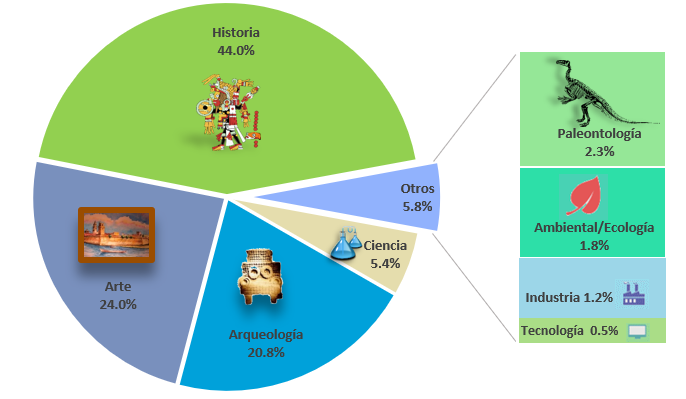 Historia
44.0%
Otros
5.8%
Ciencia
5.4%
Arqueología
20.8%
Arte
24.0%
Paleontología
2.3%
Ambiental/Ecología
1.8%
Industria 1.2%
Tecnología 0.5%